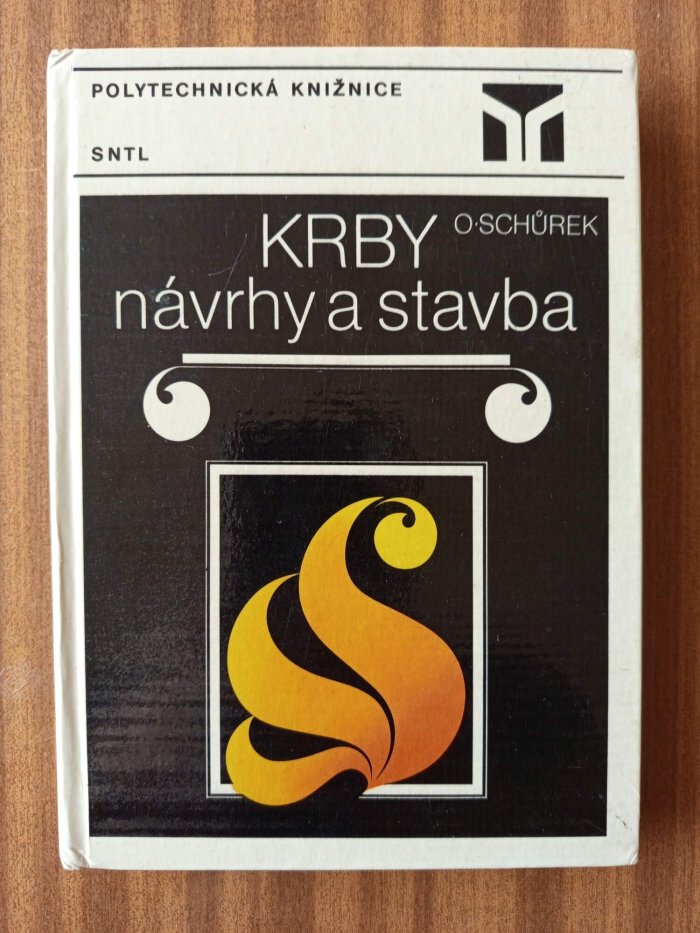 POLYTECHNICKÁ KNIŽNICE
SNTL
KRBY O·SCHŮREK
návrhy a stavba